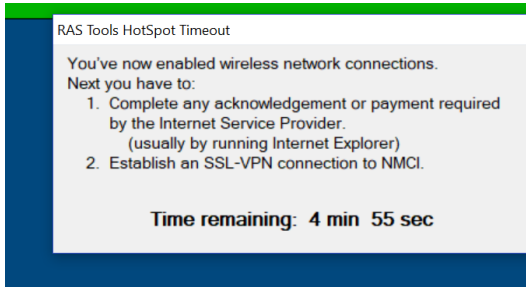 RAS Tools HotSpot Timeout
You've now enabled wireless network connections.
Next you have to:
1. Complete any acknowledgement or payment required
by the Internet Service Provider.
(usually by running Internet Explorer)
2. Establish an SSL-VPN connection to NMCI.
Time remaining: 4 min 55 sec